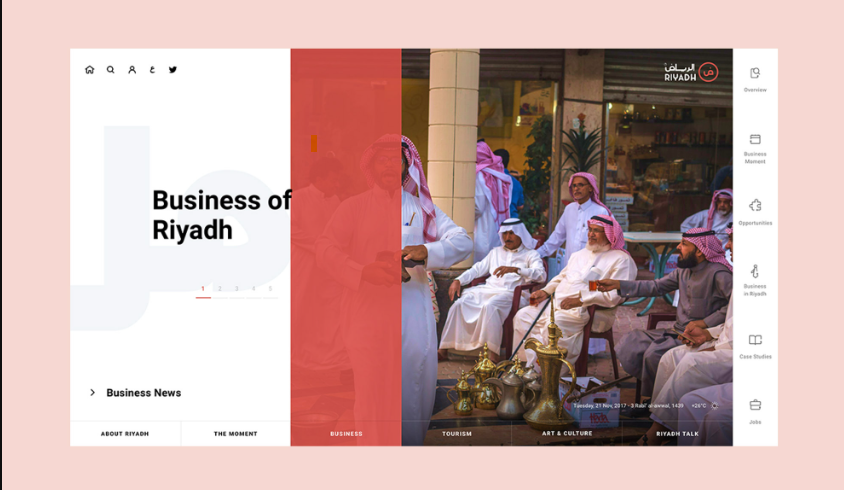 ع
الرياض
RIYADH
Overview
Business
Moment
Business of
Riyadh
Opportunities
1 2 3 4 5
Business
in Riyadh
Case Studies
Business News
Tuesday, 21 Nov, 2017 - 3 Rabi' al-awwal, 1439 +26°C
Jobs
ABOUT RIYADH
THE MOMENT
BUSINESS
TOURISM
ART & CULTURE
RIYADH TALK